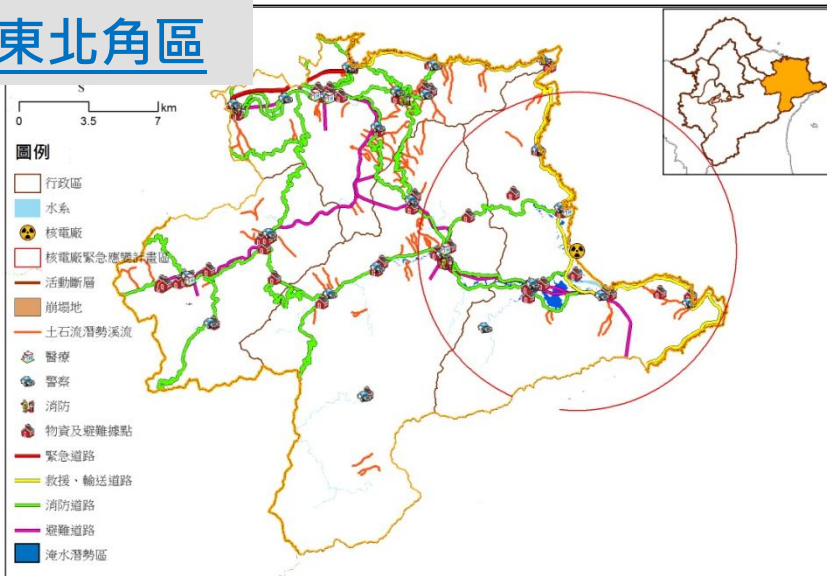 東北角區
S
0 3.5 7 km
圖例
行政區
水系
核電廠
核電廠緊急應變計畫區
活動斷層
崩塌地
土石流潛勢溪流
醫療
警察
消防
物資及避難據點
緊急道路
救援、輸送道路
消防道路
避難道路
淹水潛勢區